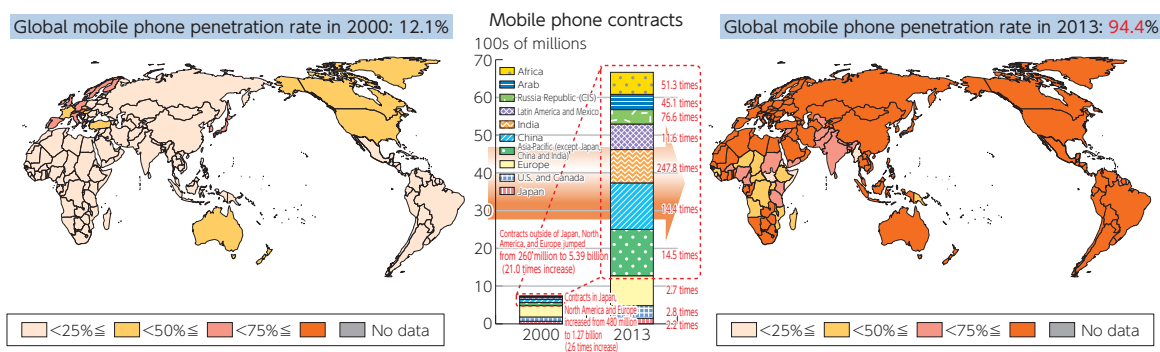 Global mobile phone penetration rate in 2000: 12.1%
<25%≦ <50%≦ <75%≦ No data
Mobile phone contracts
100s of millions
70
60
50
40
30
20
10
0
Africa
Arab
Russia Republic (CIS)
Latin America and Mexico
India
China
Asia-Pacific (except Japan,
China and India)
Europe
U.S. and Canada
Japan
51.3 times
45.1 times
76.6 times
11.6 times
247.8 times
14.4 times
14.5 times
2.7 times
2.8 times
2.2 times
Contracts outside of Japan, North
America, and Europe jumped
from 260 million to 5.39 billion
(21.0 times increase)
Contracts in Japan,
North America and Europe
increased from 480 million
to 1.27 billion
(2.6 times increase)
2000 2013
Global mobile phone penetration rate in 2013: 94.4%
<25%≦ <50%≦ <75%≦ No data